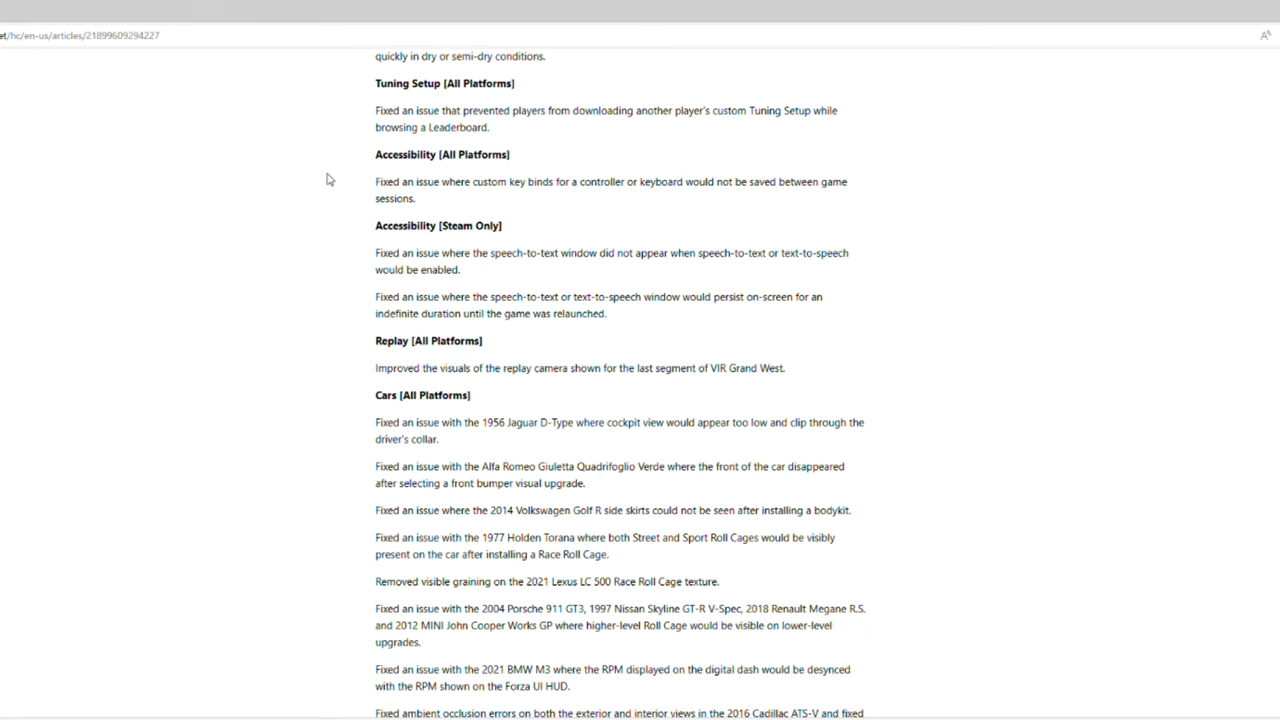 et/hc/en-us/articles/21899609294227
quickly in dry or semi-dry conditions.
Tuning Setup [All Platforms]
Fixed an issue that prevented players from downloading another player's custom Tuning Setup while
browsing a Leaderboard.
Accessibility [All Platforms]
Fixed an issue where custom key binds for a controller or keyboard would not be saved between game
sessions.
Accessibility [Steam Only]
Fixed an issue where the speech-to-text window did not appear when speech-to-text or text-to-speech
would be enabled.
Fixed an issue where the speech-to-text or text-to-speech window would persist on-screen for an
indefinite duration until the game was relaunched.
Replay [All Platforms]
Improved the visuals of the replay camera shown for the last segment of VIR Grand West.
Cars [All Platforms]
Fixed an issue with the 1956 Jaguar D-Type where cockpit view would appear too low and clip through the
driver's collar.
Fixed an issue with the Alfa Romeo Giuletta Quadrifoglio Verde where the front of the car disappeared
after selecting a front bumper visual upgrade.
Fixed an issue where the 2014 Volkswagen Golf R side skirts could not be seen after installing a bodykit.
Fixed an issue with the 1977 Holden Torana where both Street and Sport Roll Cages would be visibly
present on the car after installing a Race Roll Cage.
Removed visible graining on the 2021 Lexus LC 500 Race Roll Cage texture.
Fixed an issue with the 2004 Porsche 911 GT3, 1997 Nissan Skyline GT-R V-Spec, 2018 Renault Megane R.S.
and 2012 MINI John Cooper Works GP where higher-level Roll Cage would be visible on lower-level
upgrades.
Fixed an issue with the 2021 BMW M3 where the RPM displayed on the digital dash would be desynced
with the RPM shown on the Forza UI HUD.
Fixed ambient occlusion errors on both the exterior and interior views in the 2016 Cadillac ATS-V and fixed